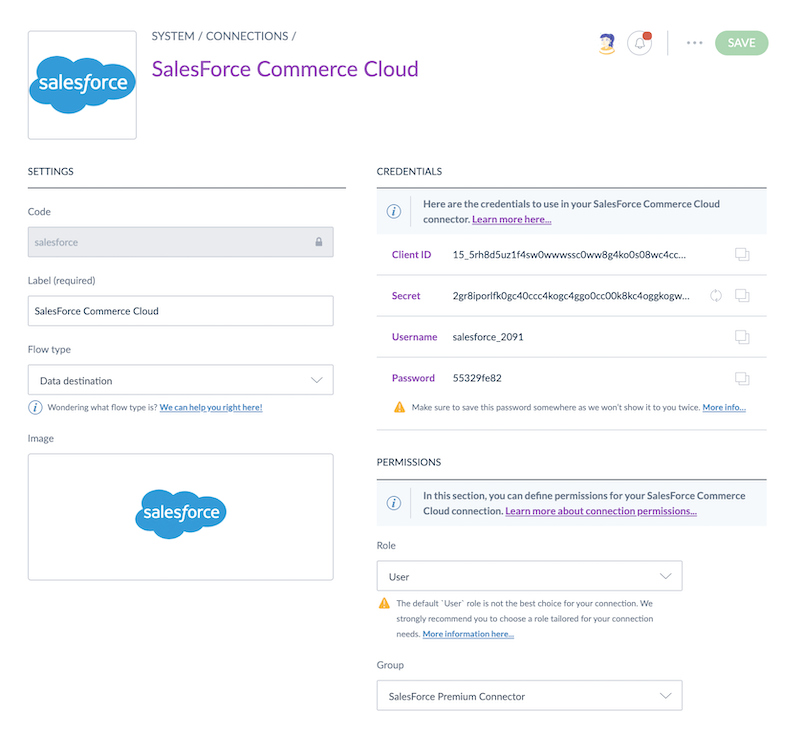 salesforce
SYSTEM / CONNECTIONS /
SalesForce Commerce Cloud
SAVE
SETTINGS
Code
salesforce
Label (required)
SalesForce Commerce Cloud
Flow type
Data destination
Wondering what flow type is? We can help you right here!
Image
salesforce
CREDENTIALS
Here are the credentials to use in your SalesForce Commerce Cloud
connector. Learn more here...
Client ID 15_5rh8d5uz1f4sw0wwwssc0ww8g4ko0s08wc4cc...
Secret 2gr8iporlfk0gc40ccc4kogc4ggo0cc00k8kc4oggkogw...
Username salesforce_2091
Password 55329fe82
Make sure to save this password somewhere as we won't show it to you twice. More info...
PERMISSIONS
In this section, you can define permissions for your SalesForce Commerce
Cloud connection. Learn more about connection permissions...
Role
User
The default `User` role is not the best choice for your connection. We
strongly recommend you to choose a role tailored for your connection
needs. More information here...
Group
SalesForce Premium Connector